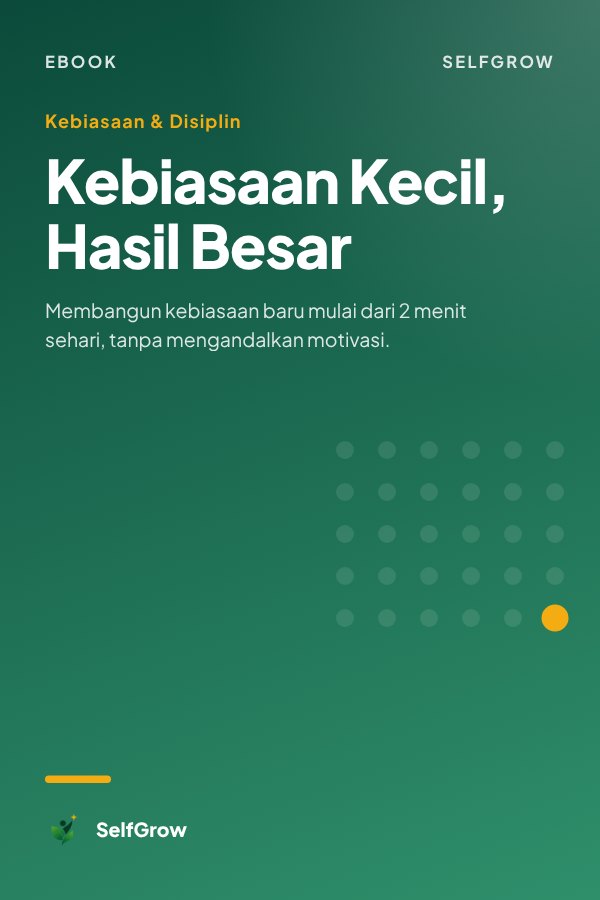 EBOOK
SELFGROW
Kebiasaan & Disiplin
Kebiasaan Kecil,
Hasil Besar
Membangun kebiasaan baru mulai dari 2 menit
sehari, tanpa mengandalkan motivasi.
SelfGrow